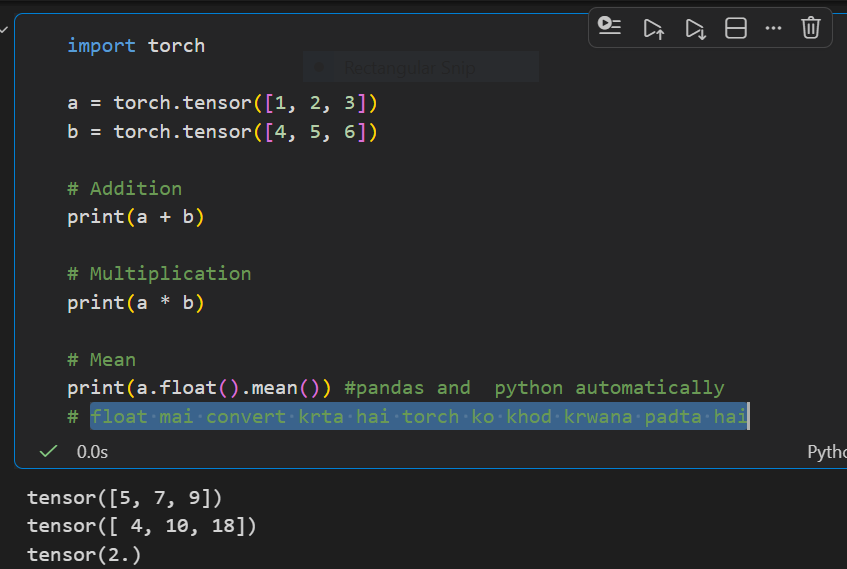 import torch
Rectangular Snip
a = torch.tensor([1, 2, 3])
b = torch.tensor([4, 5, 6])
# Addition
print(a + b)
# Multiplication
print(a * b)
# Mean
print(a.float().mean()) #pandas and  python automatically
# float mai convert krta hai torch ko khod krwana padta hai
0.0s
Pytho
tensor([5, 7, 9])
tensor([ 4, 10, 18])
tensor(2.)